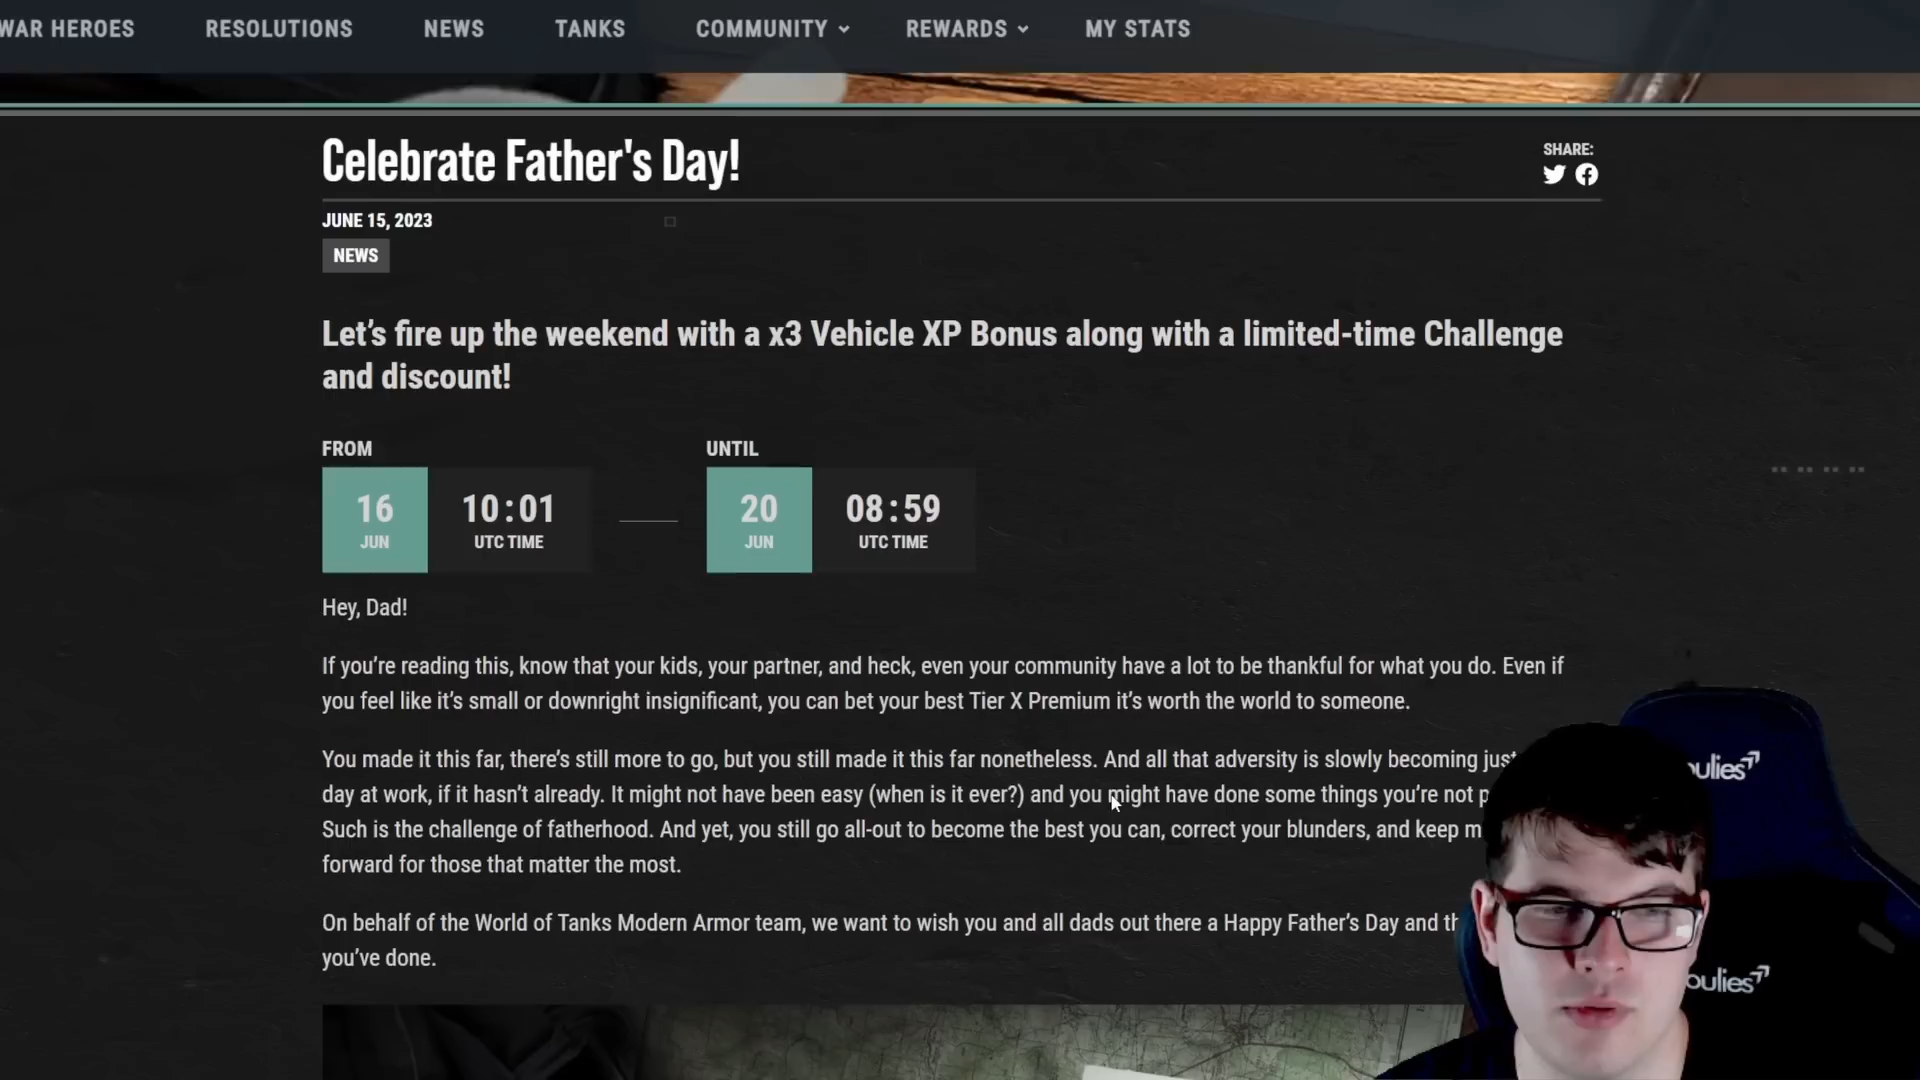 WAR HEROES RESOLUTIONS NEWS TANKS COMMUNITY REWARDS MY STATS
Celebrate Father's Day!
SHARE:
JUNE 15, 2023
NEWS
Let’s fire up the weekend with a x3 Vehicle XP Bonus along with a limited-time Challenge
and discount!
FROM UNTIL
16 10:01 20 08:59
JUN UTC TIME JUN UTC TIME
Hey, Dad!
If you’re reading this, know that your kids, your partner, and heck, even your community have a lot to be thankful for what you do. Even if
you feel like it’s small or downright insignificant, you can bet your best Tier X Premium it’s worth the world to someone.
You made it this far, there’s still more to go, but you still made it this far nonetheless. And all that adversity is slowly becoming just
day at work, if it hasn’t already. It might not have been easy (when is it ever?) and you might have done some things you’re not
Such is the challenge of fatherhood. And yet, you still go all-out to become the best you can, correct your blunders, and keep
forward for those that matter the most.
On behalf of the World of Tanks Modern Armor team, we want to wish you and all dads out there a Happy Father’s Day and
you’ve done.
oulies
oulies